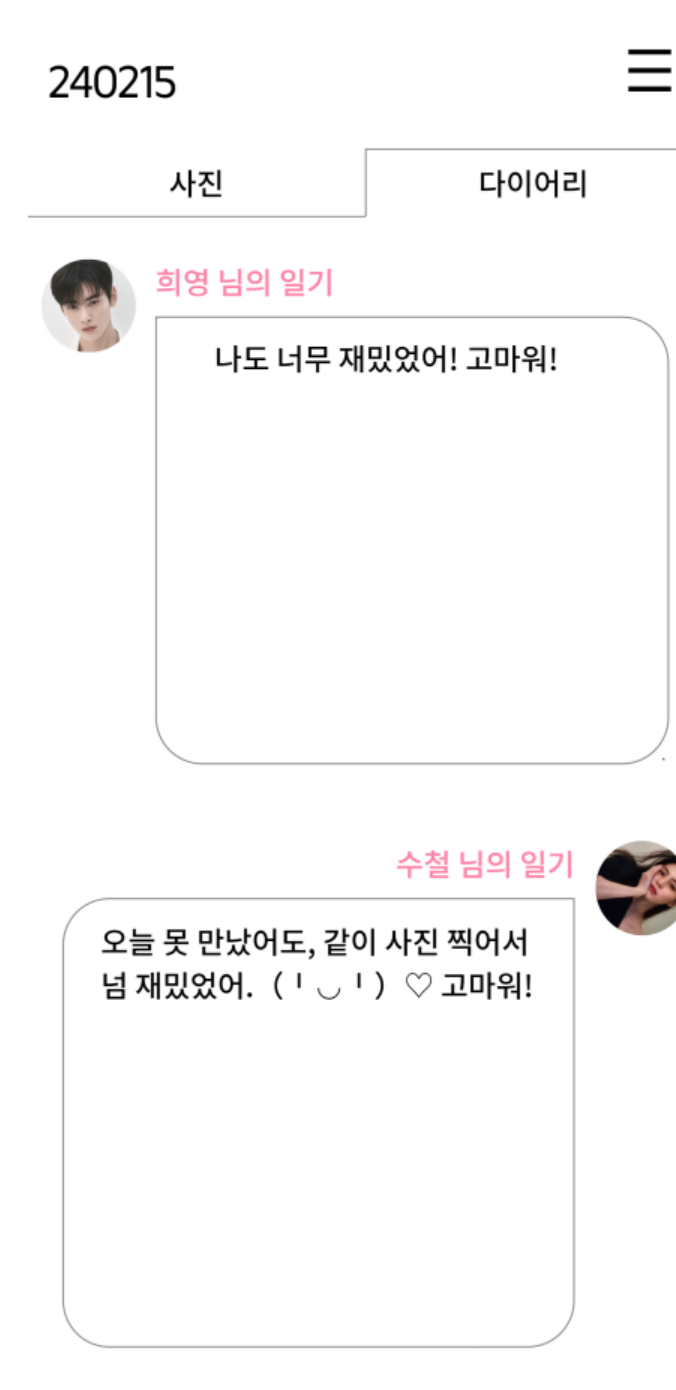 240215
사진
다이어리
희영 님의 일기
나도 너무 재밌었어! 고마워!
수철 님의 일기
오늘 못 만났어도, 같이 사진 찍어서
넘 재밌었어. (╹◡╹) ♡ 고마워!